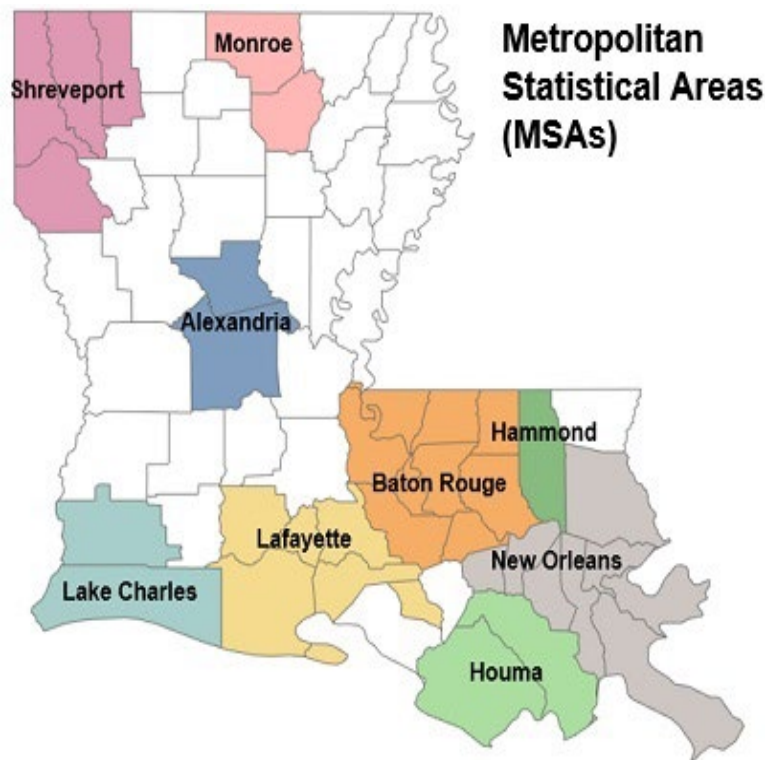 Metropolitan
Statistical Areas
(MSAs)
Monroe
Shreveport
Alexandria
Hammond
Baton Rouge
Lafayette
New Orleans
Lake Charles
Houma